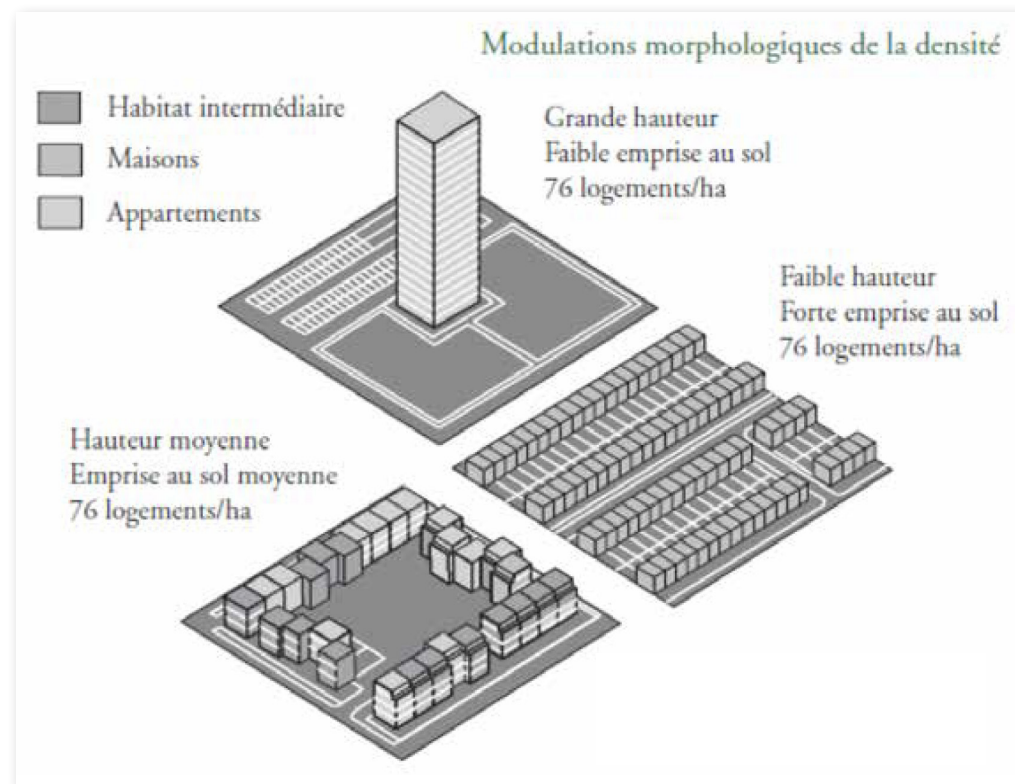 Modulations morphologiques de la densité
Habitat intermédiaire
Maisons
Appartements
Grande hauteur
Faible emprise au sol
76 logements/ha
Faible hauteur
Forte emprise au sol
76 logements/ha
Hauteur moyenne
Emprise au sol moyenne
76 logements/ha